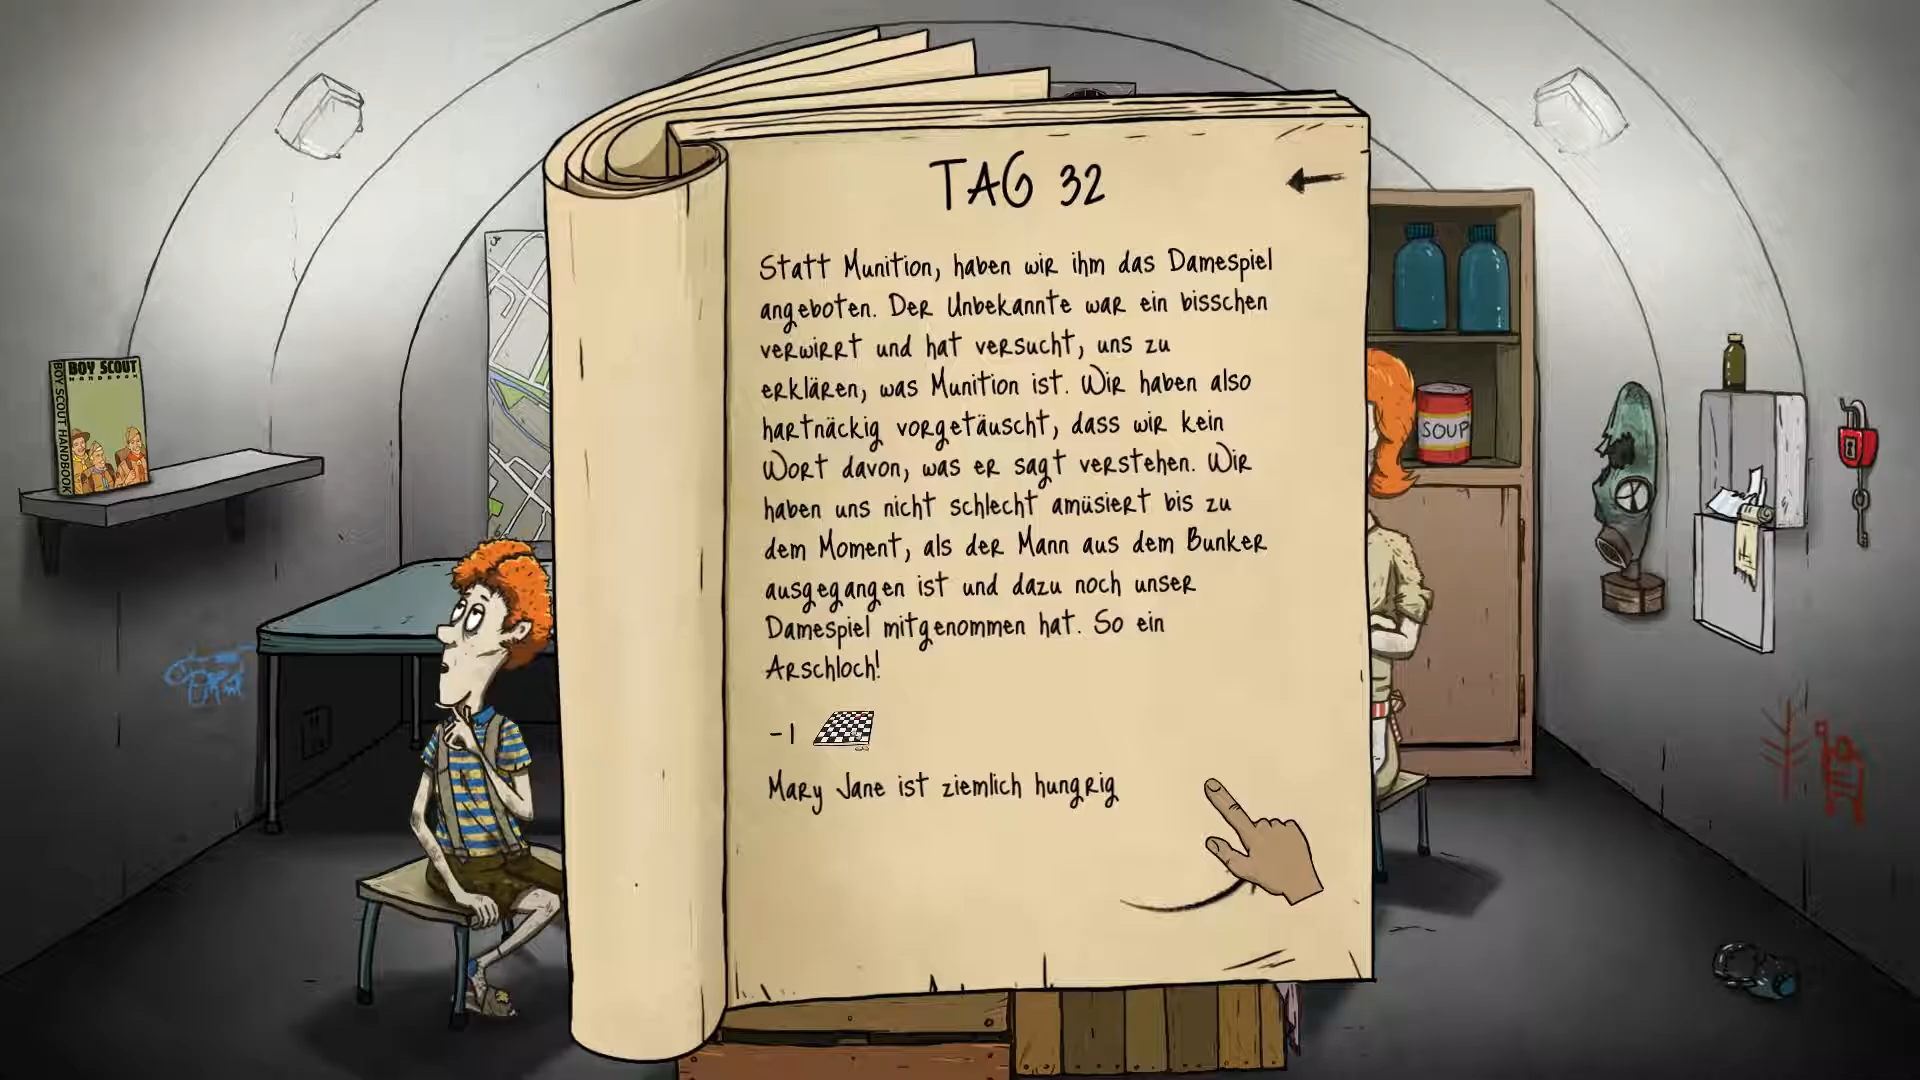 TAG 32
Statt Munition, haben wir ihm das Damespiel
angeboten. Der Unbekannte war ein bisschen
verwirrt und hat versucht, uns zu
erklären, was Munition ist. Wir haben also
hartnäckig vorgetäuscht, dass wir kein
Wort davon, was er sagt verstehen. Wir
haben uns nicht schlecht amüsiert bis zu
dem Moment, als der Mann aus dem Bunker
ausgegangen ist und dazu noch unser
Damespiel mitgenommen hat. So ein
Arschloch!
-1
Mary Jane ist ziemlich hungrig
BOY SCOUT
HANDBOOK
BOY SCOUT HANDBOOK
SOUP